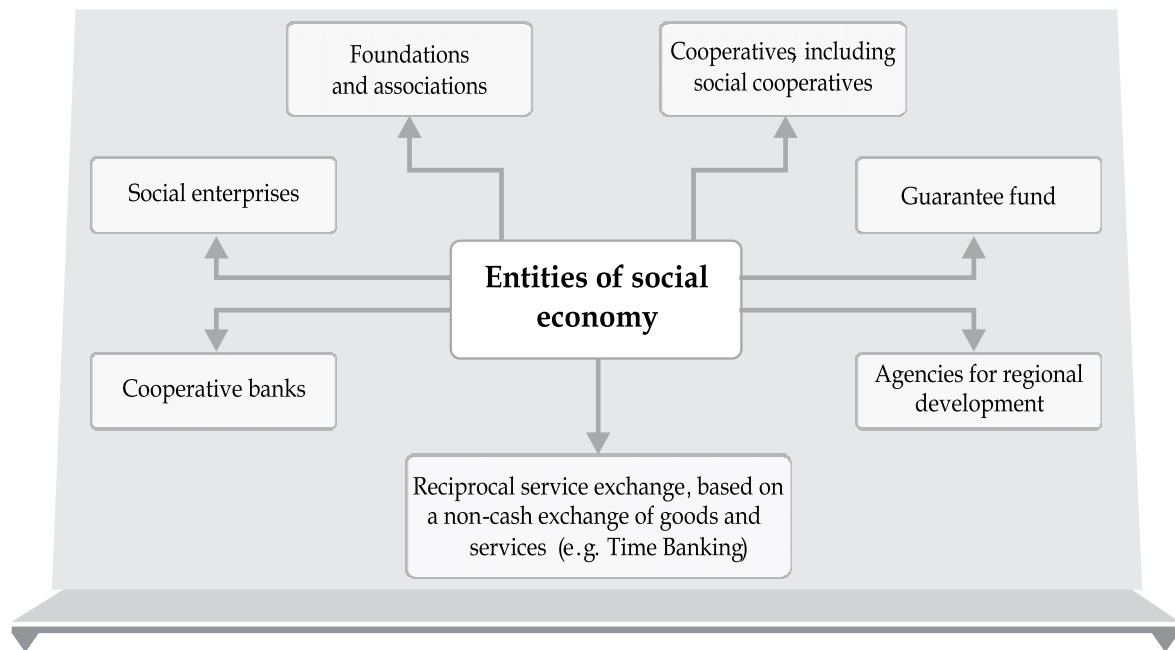 Foundations
and associations
Cooperatives, including
social cooperatives
Social enterprises
Guarantee fund
Entities of social
economy
Cooperative banks
Agencies for regional
development
Reciprocal service exchange, based on
a non-cash exchange of goods and
services (e.g. Time Banking)